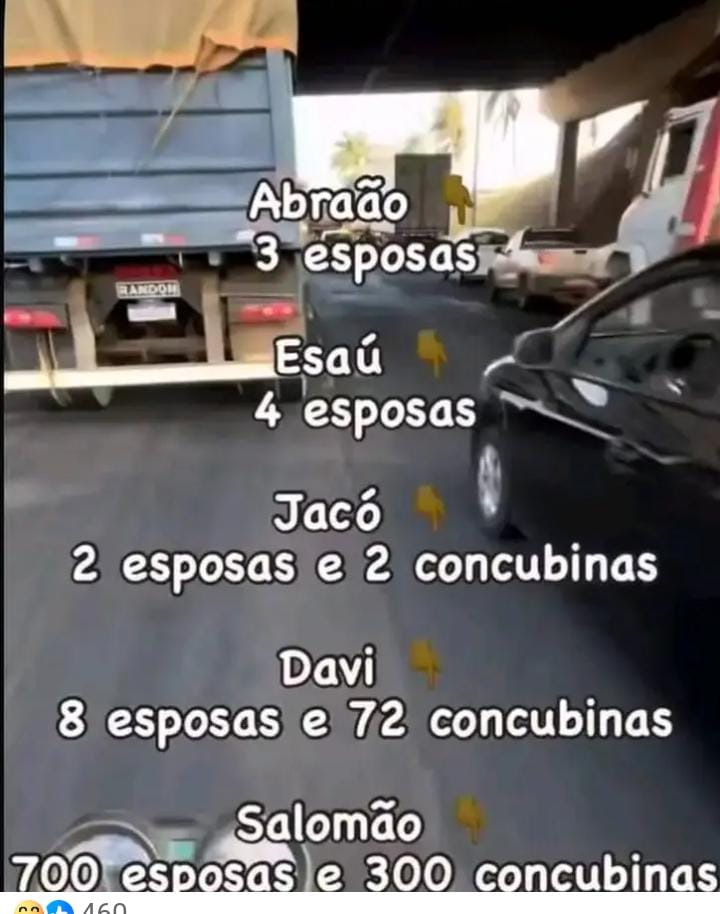 Abraão 👇
3 esposas
RANDON
Esaú 👇
4 esposas
Jacó 👇
2 esposas e 2 concubinas
Davi 👇
8 esposas e 72 concubinas
Salomão 👇
700 esposas e 300 concubinas
460